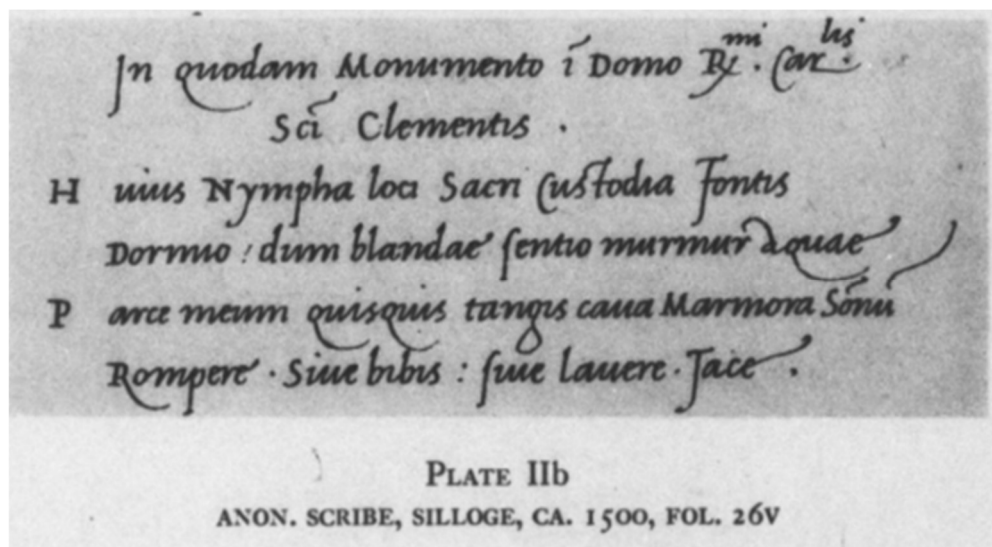 In quodam Monumento ī Domo R.mi Car.lis
Sci̅ Clementis .
H uius Nympha loci Sacri Custodia Fontis
Dormio : dum blandae sentio murmur aquae
P arce meum quisquis tangis caua Marmora Sōnū
Rompere . Siue bibis : siue lauere . Jace .
PLATE IIb
ANON. SCRIBE, SILLOGE, CA. 1500, FOL. 26V